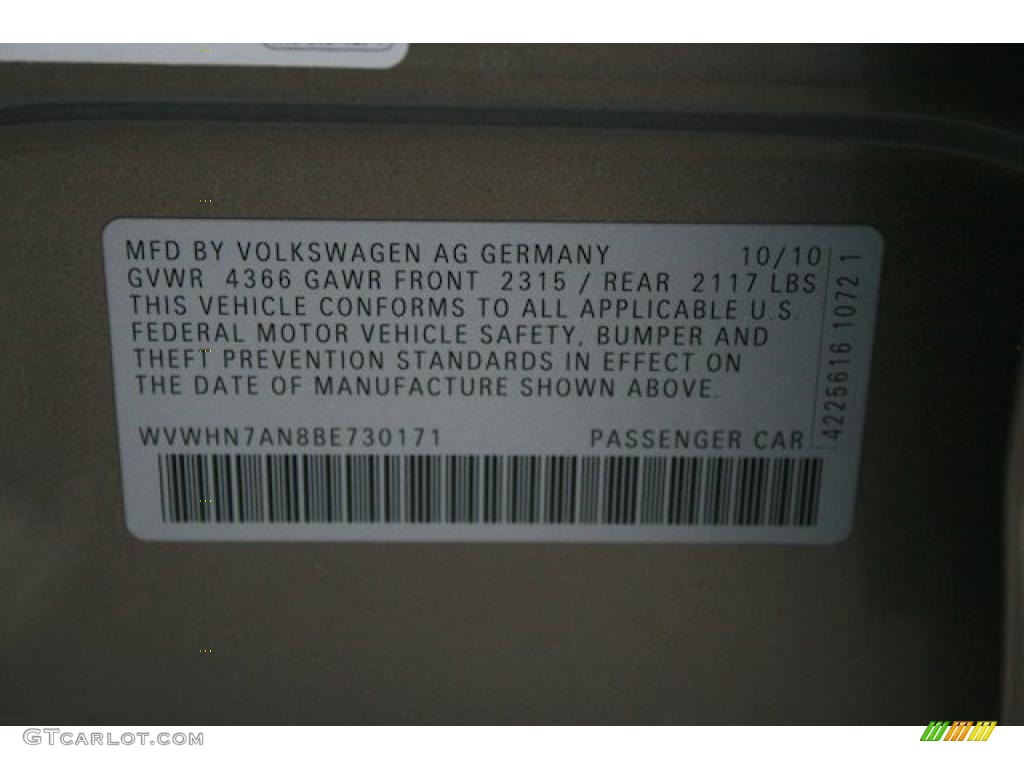 MFD BY VOLKSWAGEN AG GERMANY 10/10
GVWR 4366 GAWR FRONT 2315 / REAR 2117 LBS
THIS VEHICLE CONFORMS TO ALL APPLICABLE U.S.
FEDERAL MOTOR VEHICLE SAFETY, BUMPER AND
THEFT PREVENTION STANDARDS IN EFFECT ON
THE DATE OF MANUFACTURE SHOWN ABOVE.
WVWHN7AN8BE730171 PASSENGER CAR
4225616 1072 1
GTCARLOT.COM